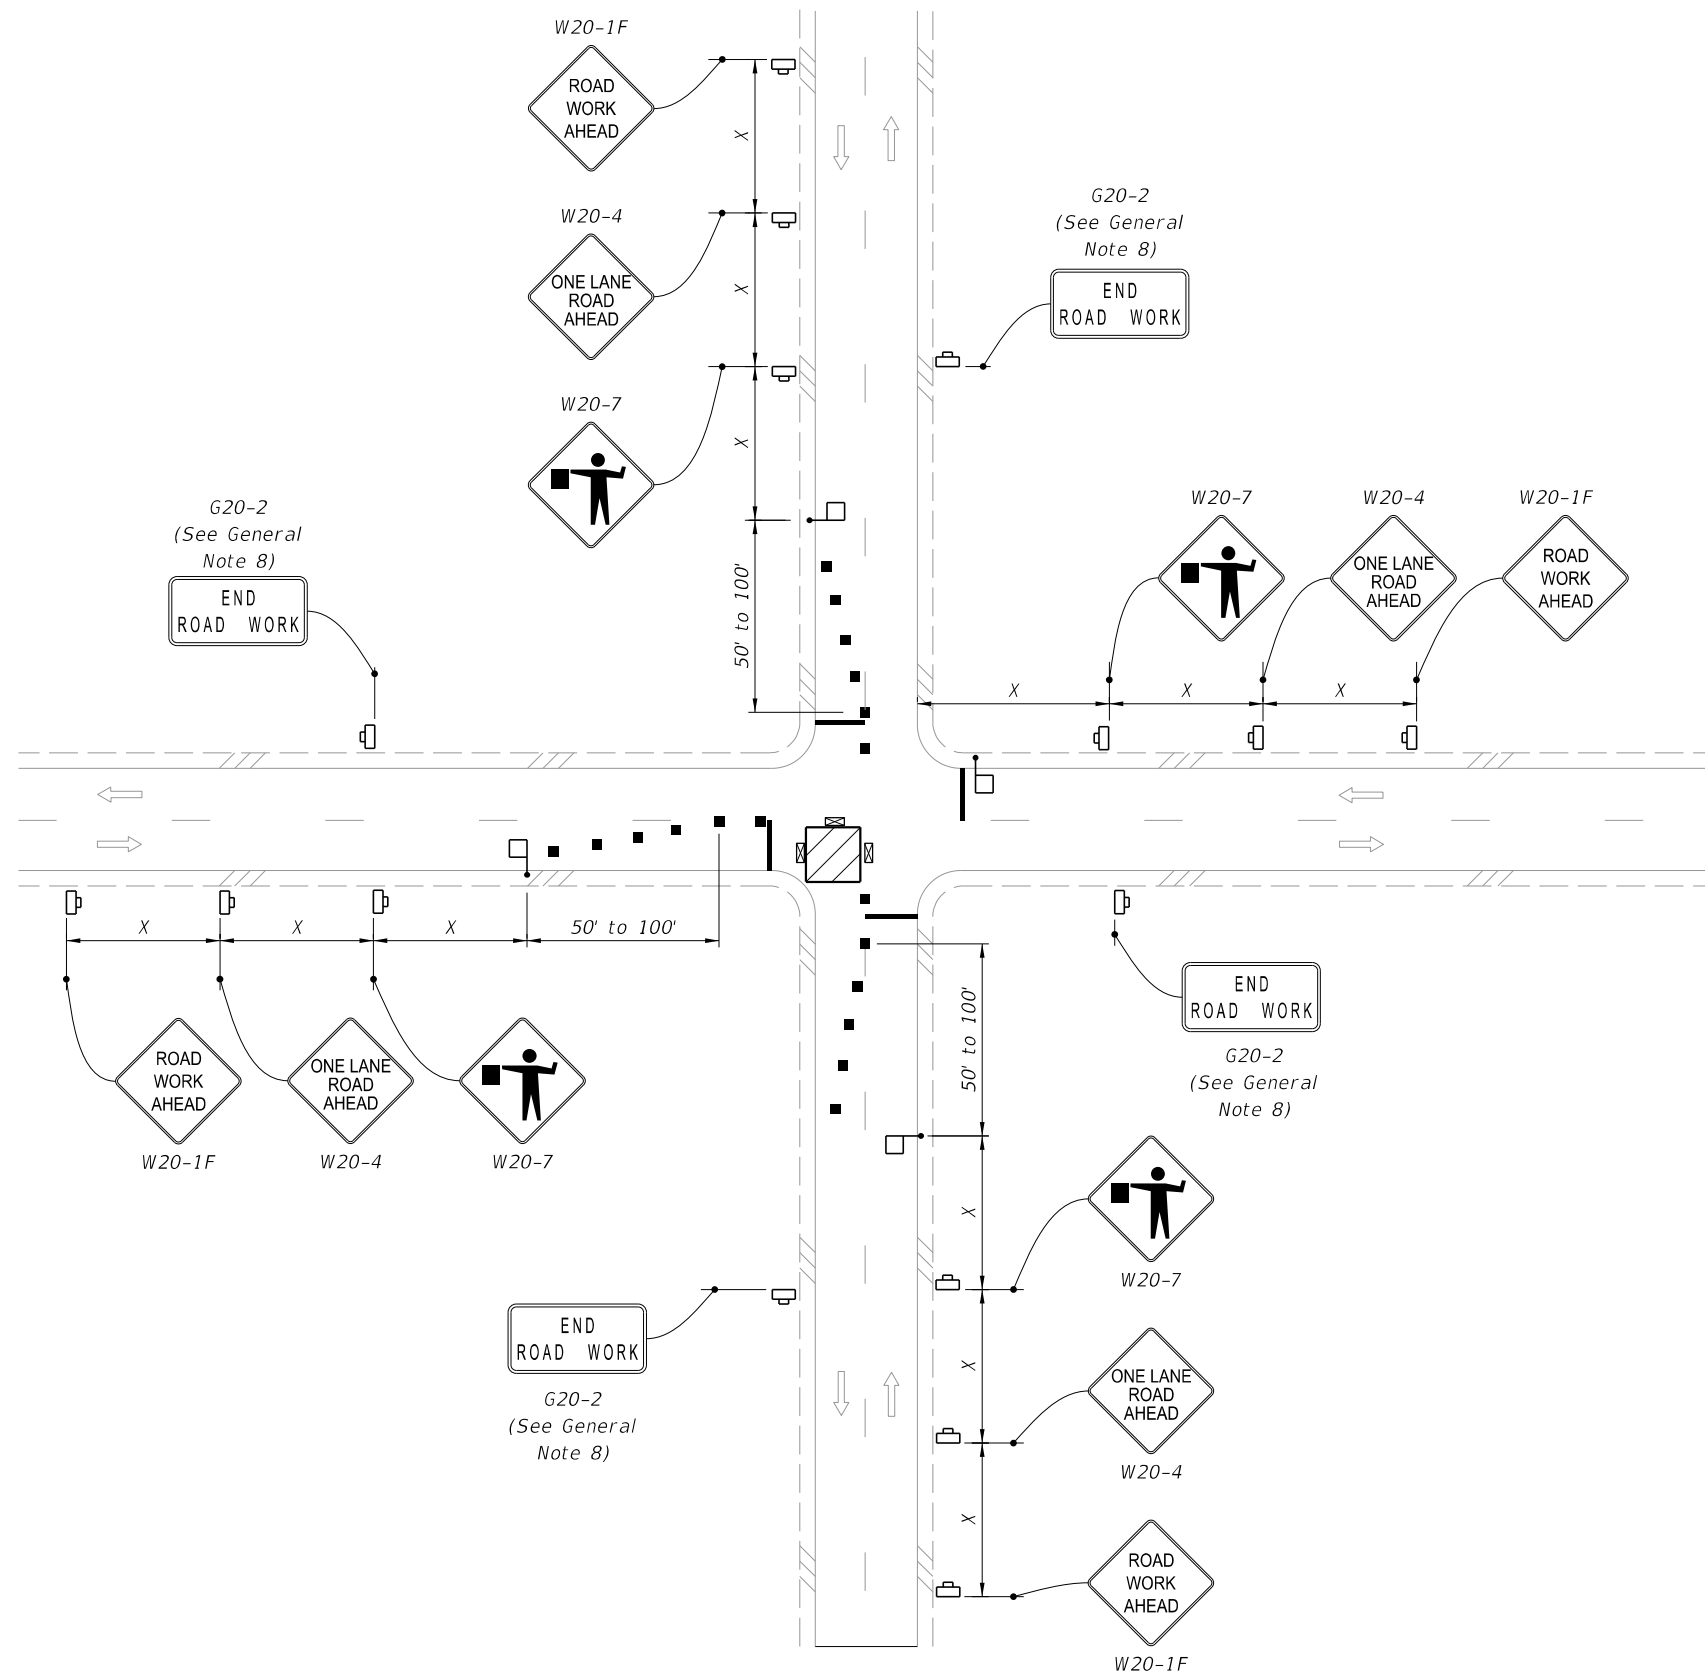 W20-1F
ROAD
WORK
AHEAD
X
G20-2
(See General
Note 8)
END
ROAD WORK
W20-4
ONE LANE
ROAD
AHEAD
X
W20-7
X
G20-2
(See General
Note 8)
END
ROAD WORK
50' to 100'
W20-7
W20-4
ONE LANE
ROAD
AHEAD
W20-1F
ROAD
WORK
AHEAD
X
X
X
X
X
X
50' to 100'
ROAD
WORK
AHEAD
W20-1F
ONE LANE
ROAD
AHEAD
W20-4
W20-7
50' to 100'
END
ROAD WORK
G20-2
(See General
Note 8)
X
W20-7
END
ROAD WORK
G20-2
(See General
Note 8)
X
ONE LANE
ROAD
AHEAD
W20-4
X
ROAD
WORK
AHEAD
W20-1F